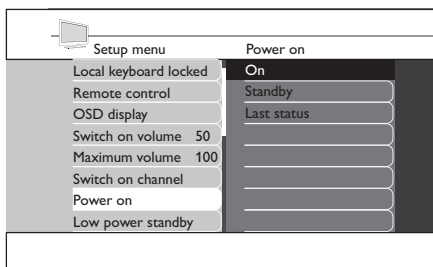 Setup menu
Power on
Local keyboard locked
On
Remote control
Standby
OSD display
Last status
Switch on volume 50
Maximum volume 100
Switch on channel
Power on
Low power standby